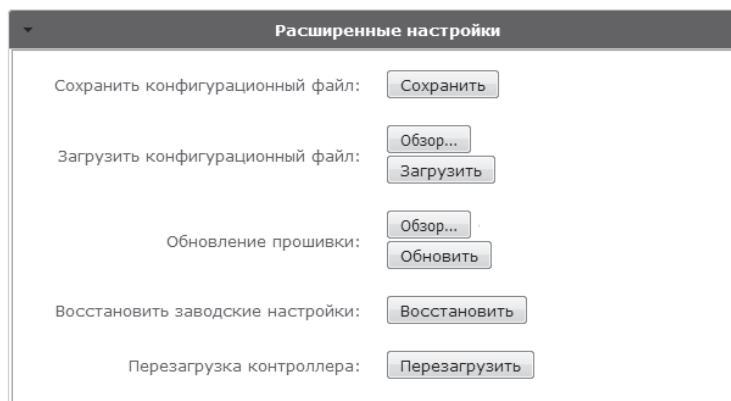 Расширенные настройки
Сохранить конфигурационный файл: Сохранить
Загрузить конфигурационный файл: Обзор...
Загрузить
Обновление прошивки: Обзор...
Обновить
Восстановить заводские настройки: Восстановить
Перезагрузка контроллера: Перезагрузить